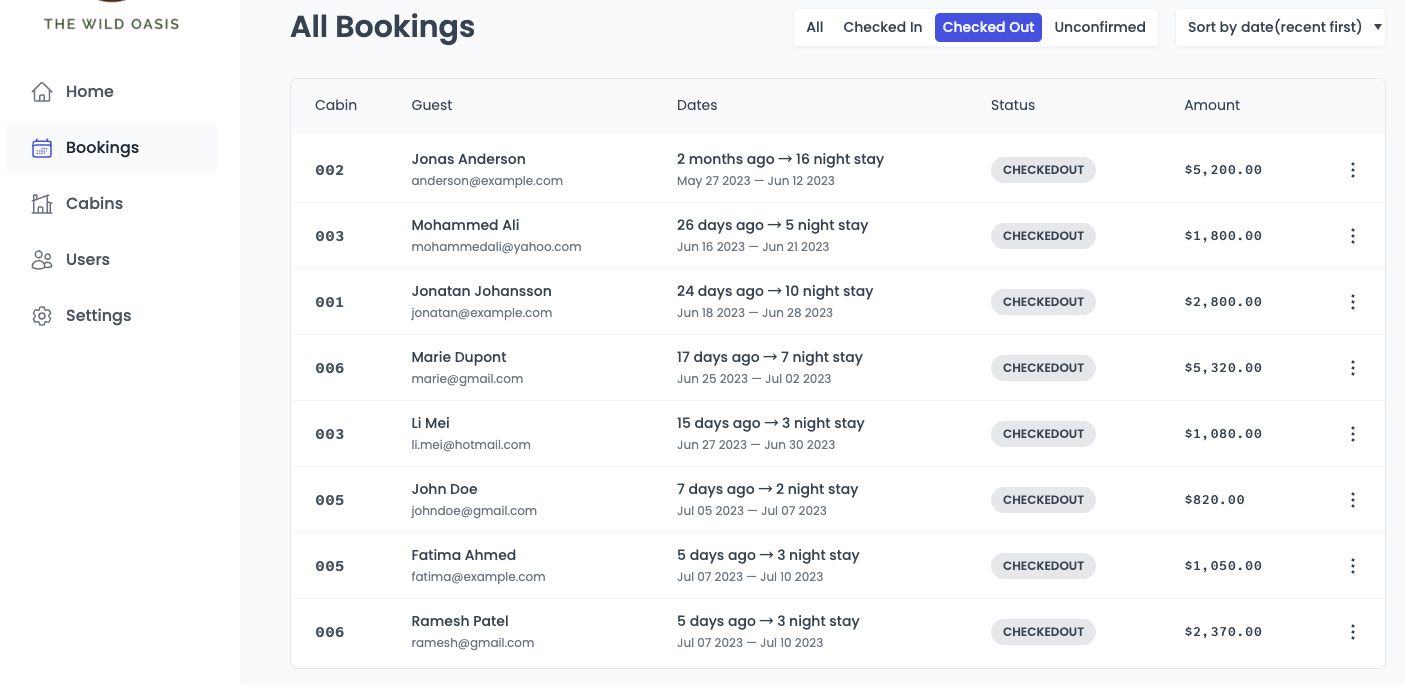 THE WILD OASIS
Home
Bookings
Cabins
Users
Settings
All Bookings
All Checked In Checked Out Unconfirmed Sort by date(recent first)
Cabin Guest Dates Status Amount
002 Jonas Anderson 2 months ago → 16 night stay CHECKEDOUT $5,200.00
anderson@example.com May 27 2023 — Jun 12 2023
003 Mohammed Ali 26 days ago → 5 night stay CHECKEDOUT $1,800.00
mohammedali@yahoo.com Jun 16 2023 — Jun 21 2023
001 Jonatan Johansson 24 days ago → 10 night stay CHECKEDOUT $2,800.00
jonatan@example.com Jun 18 2023 — Jun 28 2023
006 Marie Dupont 17 days ago → 7 night stay CHECKEDOUT $5,320.00
marie@gmail.com Jun 25 2023 — Jul 02 2023
003 Li Mei 15 days ago → 3 night stay CHECKEDOUT $1,080.00
li.mei@hotmail.com Jun 27 2023 — Jun 30 2023
005 John Doe 7 days ago → 2 night stay CHECKEDOUT $820.00
johndoe@gmail.com Jul 05 2023 — Jul 07 2023
005 Fatima Ahmed 5 days ago → 3 night stay CHECKEDOUT $1,050.00
fatima@example.com Jul 07 2023 — Jul 10 2023
006 Ramesh Patel 5 days ago → 3 night stay CHECKEDOUT $2,370.00
ramesh@gmail.com Jul 07 2023 — Jul 10 2023